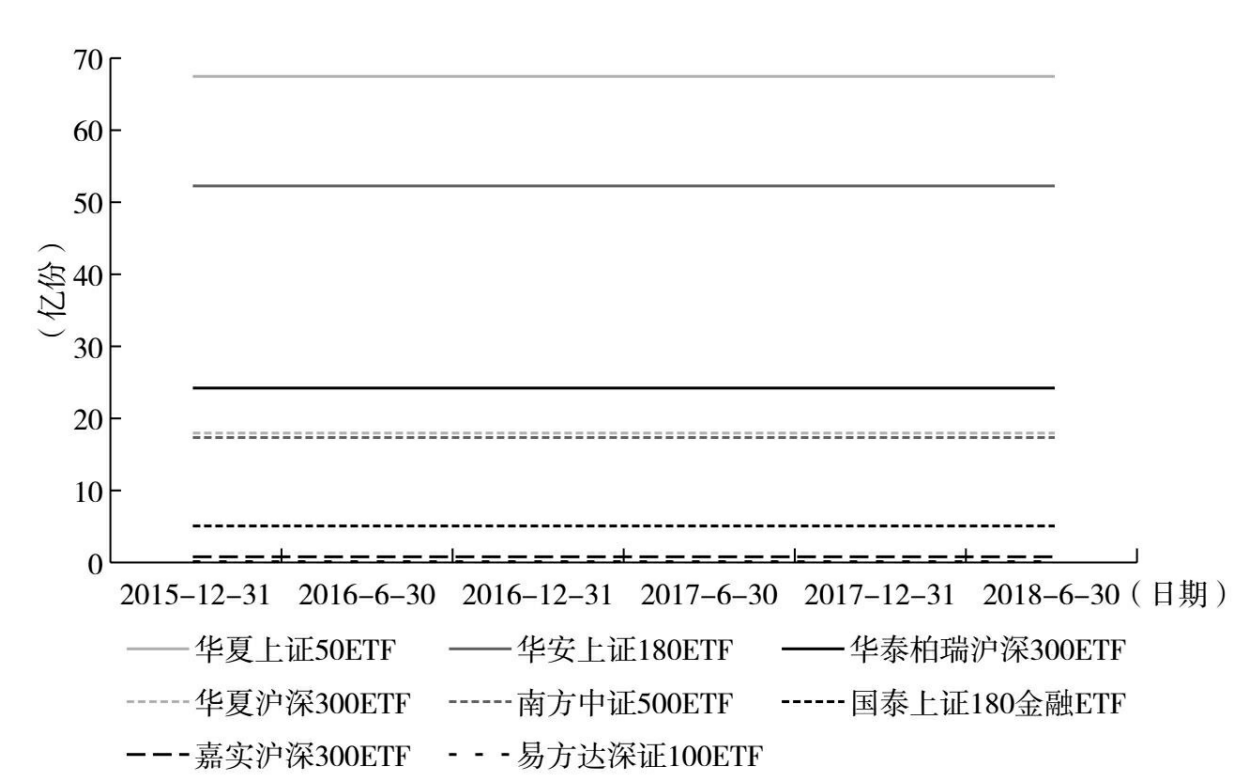 70
60
50
40
30
20
10
0
（亿份）
2015-12-31 2016-6-30 2016-12-31 2017-6-30 2017-12-31 2018-6-30（日期）
华夏上证50ETF 华安上证180ETF 华泰柏瑞沪深300ETF
华夏沪深300ETF 南方中证500ETF 国泰上证180金融ETF
嘉实沪深300ETF 易方达深证100ETF